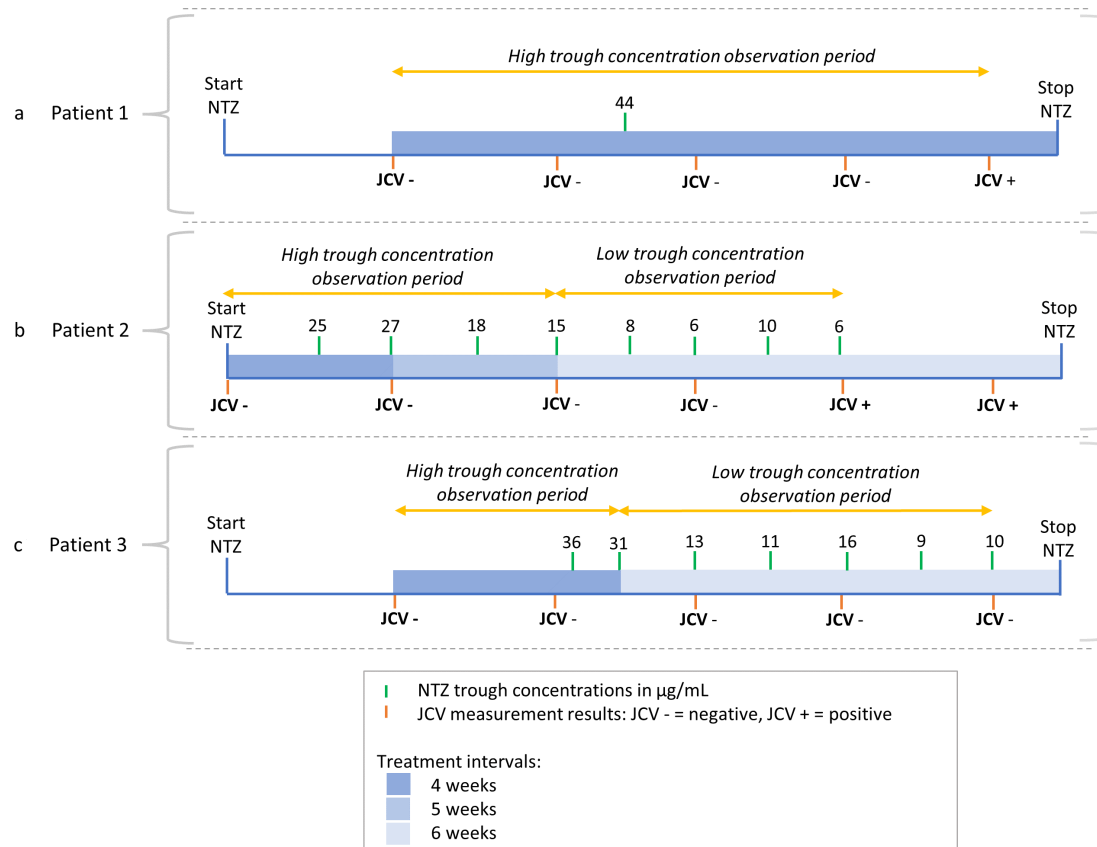 High trough concentration observation period
Start
NTZ
Stop
NTZ
a Patient 1
44
JCV - JCV - JCV - JCV - JCV +
High trough concentration
observation period
Low trough concentration
observation period
Start
NTZ
Stop
NTZ
b Patient 2
25 27 18 15 8 6 10 6
JCV - JCV - JCV - JCV - JCV + JCV +
High trough concentration
observation period
Low trough concentration
observation period
Start
NTZ
Stop
NTZ
c Patient 3
36 31 13 11 16 9 10
JCV - JCV - JCV - JCV - JCV -
NTZ trough concentrations in µg/mL
JCV measurement results: JCV - = negative, JCV + = positive
Treatment intervals:
4 weeks
5 weeks
6 weeks